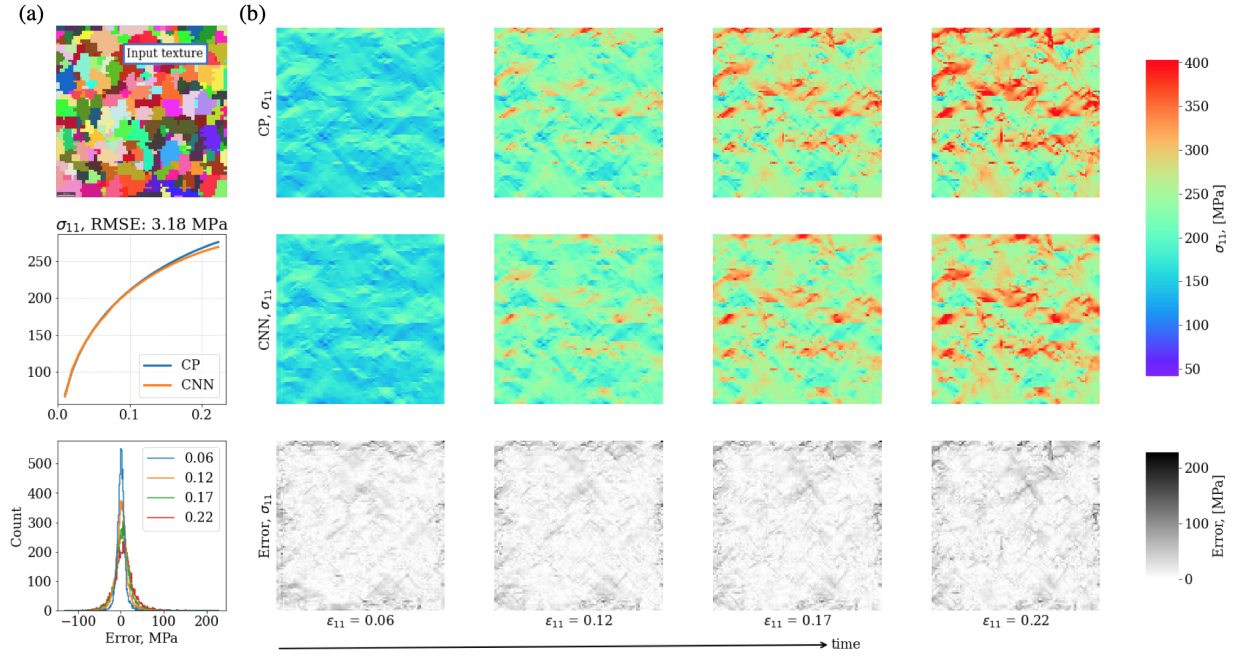 (a)
(b)
Input texture
CP, σ11
σ11, [MPa]
400
350
300
250
200
150
100
50
σ11, RMSE: 3.18 MPa
250
200
150
100
0.0
0.1
0.2
CP
CNN
CNN, σ11
500
400
300
200
100
0
Count
0.06
0.12
0.17
0.22
−100
0
100
200
Error, MPa
Error, σ11
200
100
0
Error, [MPa]
ε11 = 0.06
ε11 = 0.12
ε11 = 0.17
ε11 = 0.22
time